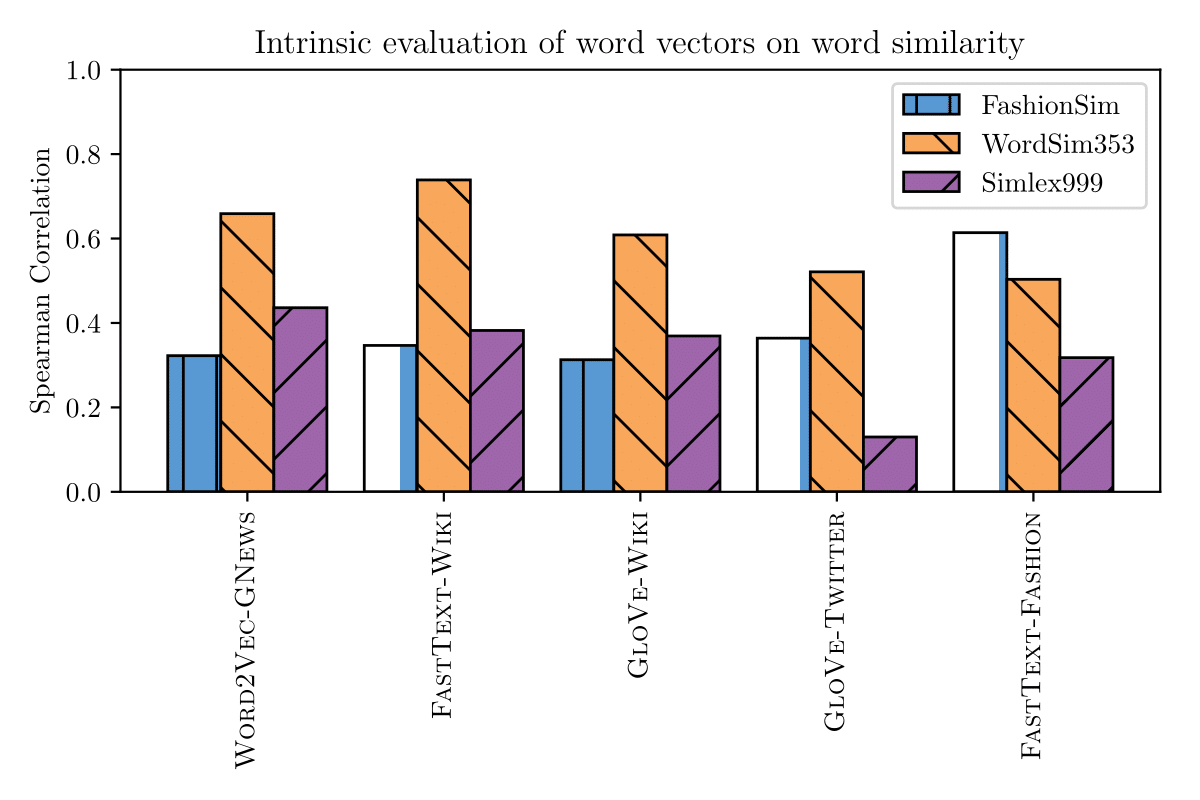 Intrinsic evaluation of word vectors on word similarity
1.0
0.8
0.6
0.4
0.2
0.0
Spearman Correlation
FashionSim
WordSim353
Simlex999
Word2Vec-GNews
FastText-Wiki
GloVe-Wiki
GloVe-Twitter
FastText-Fashion